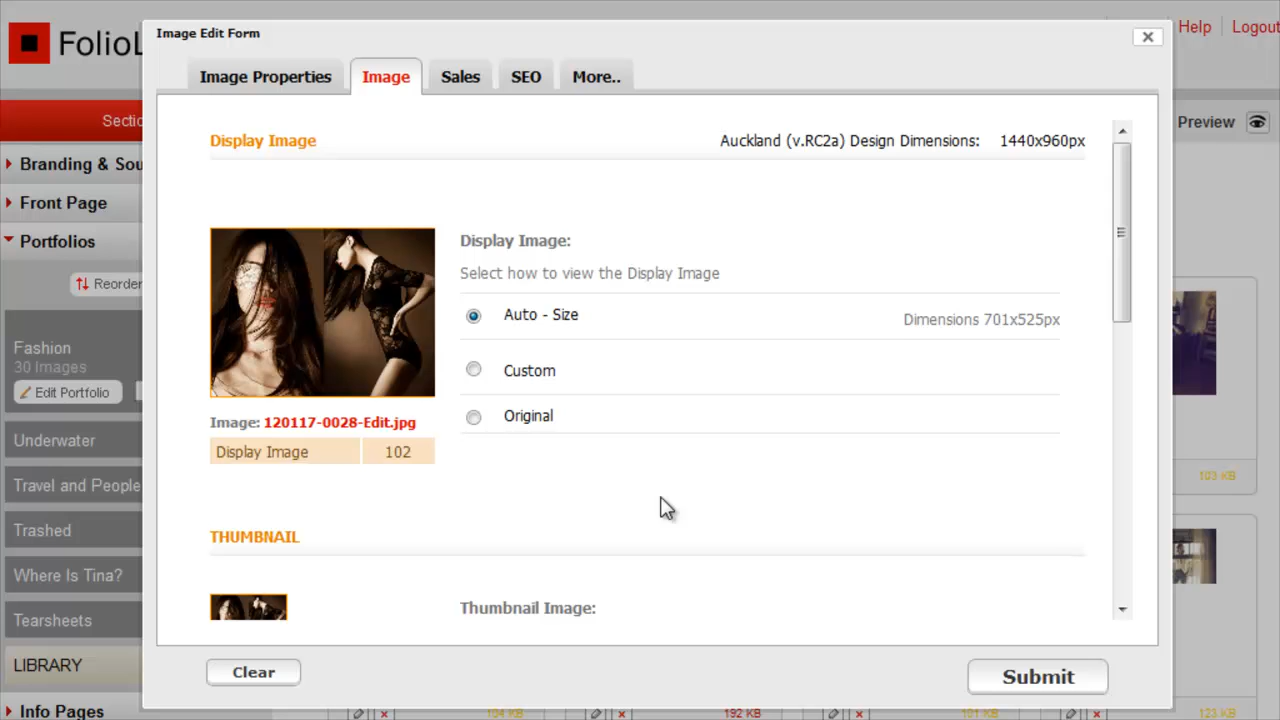 Image Edit Form
FolioL
Help
Logout
Image Properties
Image
Sales
SEO
More..
Sectio
Preview
Display Image
Auckland (v.RC2a) Design Dimensions: 1440x960px
Branding & Sou
Front Page
Portfolios
Reorder
Fashion
30 Images
Edit Portfolio
Underwater
Travel and People
Trashed
Where Is Tina?
Tearsheets
LIBRARY
Info Pages
Display Image:
Select how to view the Display Image
Auto - Size
Dimensions 701x525px
Custom
Original
Image: 120117-0028-Edit.jpg
Display Image 102
THUMBNAIL
Thumbnail Image:
Clear
Submit
103 KB
104 KB
192 KB
101 KB
123 KB